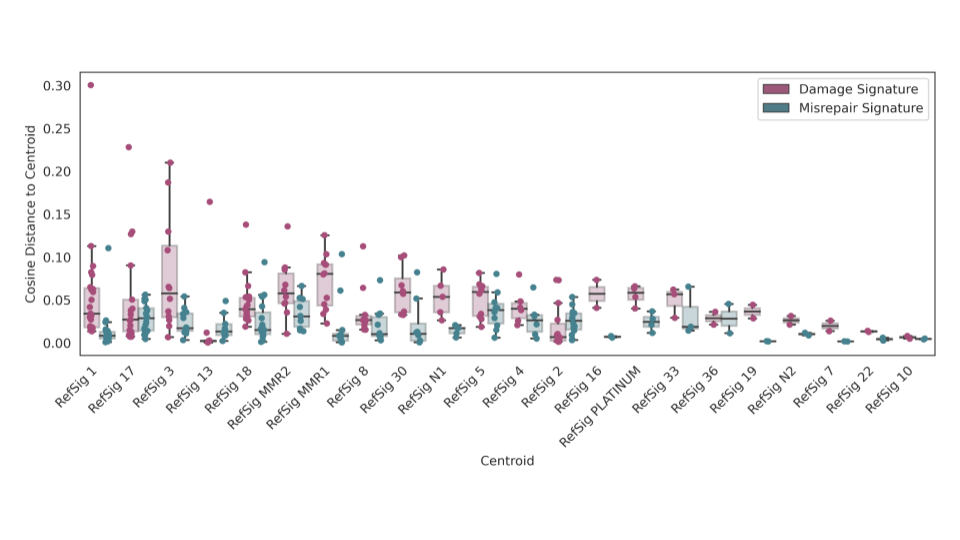 Damage Signature
Misrepair Signature
Cosine Distance to Centroid
0.30
0.25
0.20
0.15
0.10
0.05
0.00
RefSig 1
RefSig 17
RefSig 3
RefSig 13
RefSig 18
RefSig MMR2
RefSig MMR1
RefSig 8
RefSig 30
RefSig N1
RefSig 5
RefSig 4
RefSig 2
RefSig 16
RefSig PLATINUM
RefSig 33
RefSig 36
RefSig 19
RefSig N2
RefSig 7
RefSig 22
RefSig 10
Centroid